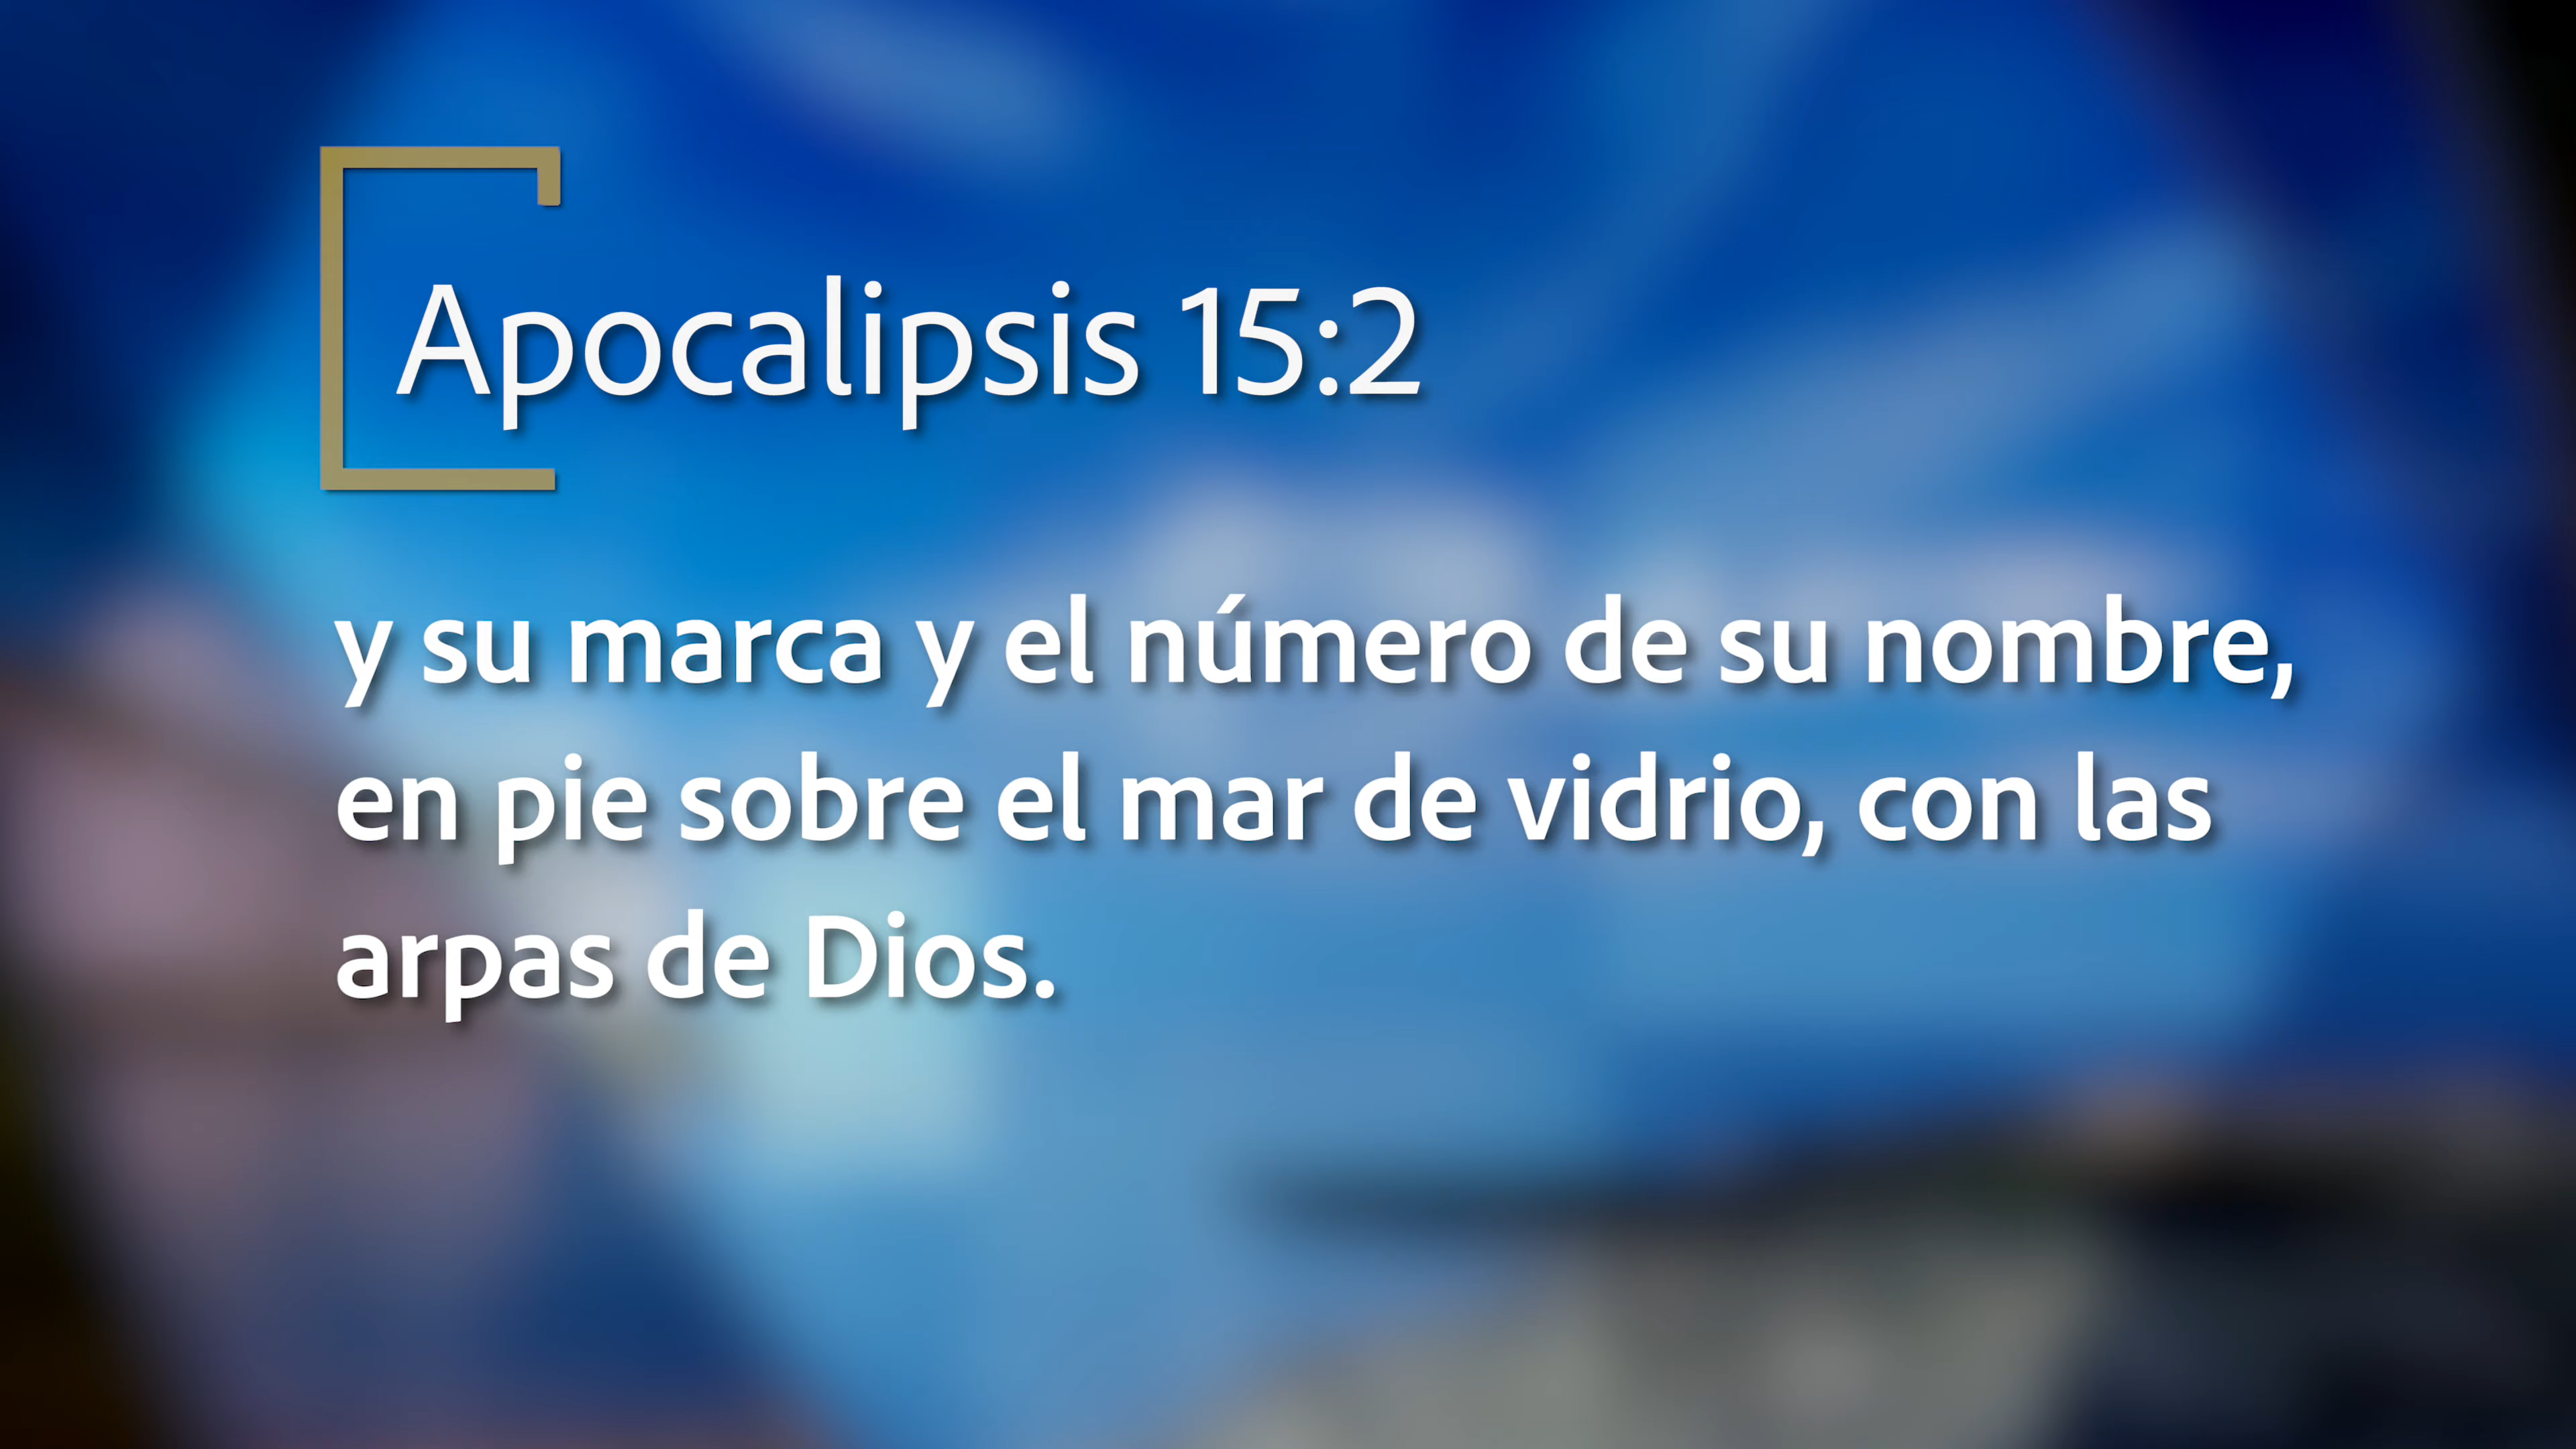 Apocalipsis 15:2
y su marca y el número de su nombre,
en pie sobre el mar de vidrio, con las
arpas de Dios.